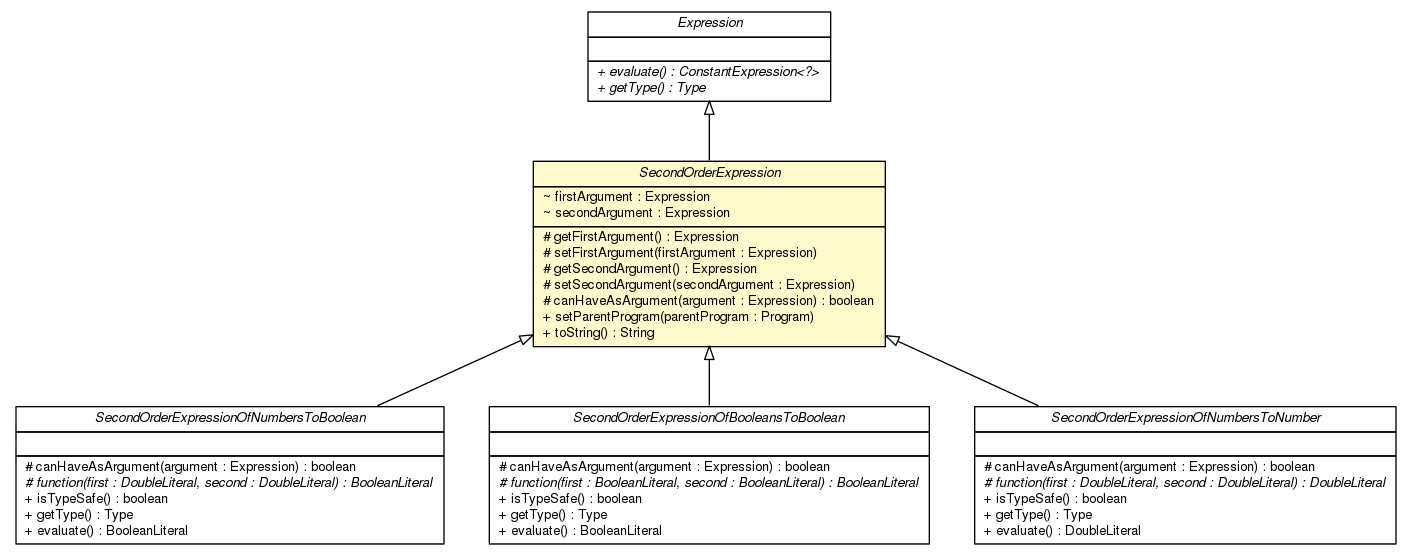 Expression
+ evaluate() : ConstantExpression<?>
+ getType() : Type
SecondOrderExpression
~ firstArgument : Expression
~ secondArgument : Expression
# getFirstArgument() : Expression
# setFirstArgument(firstArgument : Expression)
# getSecondArgument() : Expression
# setSecondArgument(secondArgument : Expression)
# canHaveAsArgument(argument : Expression) : boolean
+ setParentProgram(parentProgram : Program)
+ toString() : String
SecondOrderExpressionOfNumbersToBoolean
# canHaveAsArgument(argument : Expression) : boolean
# function(first : DoubleLiteral, second : DoubleLiteral) : BooleanLiteral
+ isTypeSafe() : boolean
+ getType() : Type
+ evaluate() : BooleanLiteral
SecondOrderExpressionOfBooleansToBoolean
# canHaveAsArgument(argument : Expression) : boolean
# function(first : BooleanLiteral, second : BooleanLiteral) : BooleanLiteral
+ isTypeSafe() : boolean
+ getType() : Type
+ evaluate() : BooleanLiteral
SecondOrderExpressionOfNumbersToNumber
# canHaveAsArgument(argument : Expression) : boolean
# function(first : DoubleLiteral, second : DoubleLiteral) : DoubleLiteral
+ isTypeSafe() : boolean
+ getType() : Type
+ evaluate() : DoubleLiteral